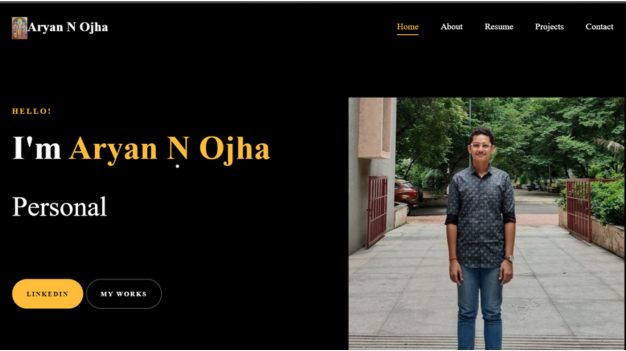 Aryan N Ojha
Home About Resume Projects Contact
HELLO!
I'm Aryan N Ojha
Personal
LINKEDIN MY WORKS